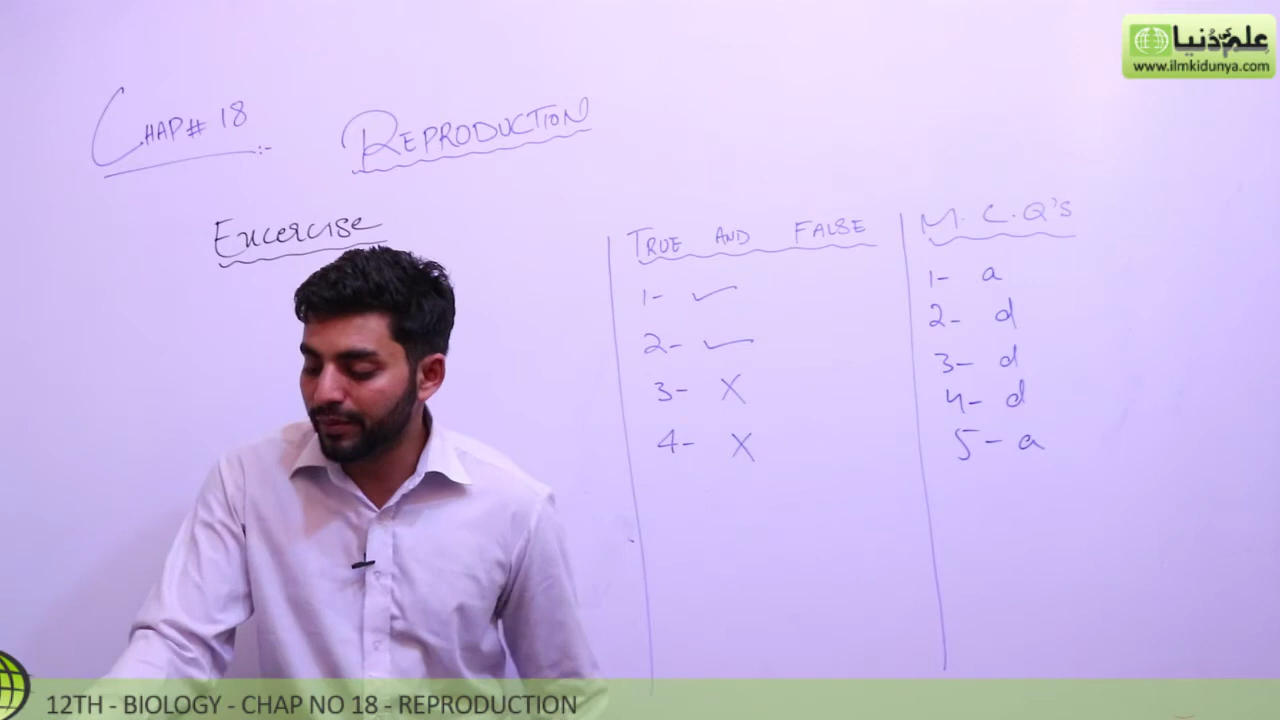 علم کی دنیا
www.ilmkidunya.com
CHAP# 18 :-
REPRODUCTION
Excercise
TRUE AND FALSE
1- ✓
2- ✓
3- X
4- X
M.C.Q'S
1- a
2- d
3- d
4- d
5- a
12TH - BIOLOGY - CHAP NO 18 - REPRODUCTION